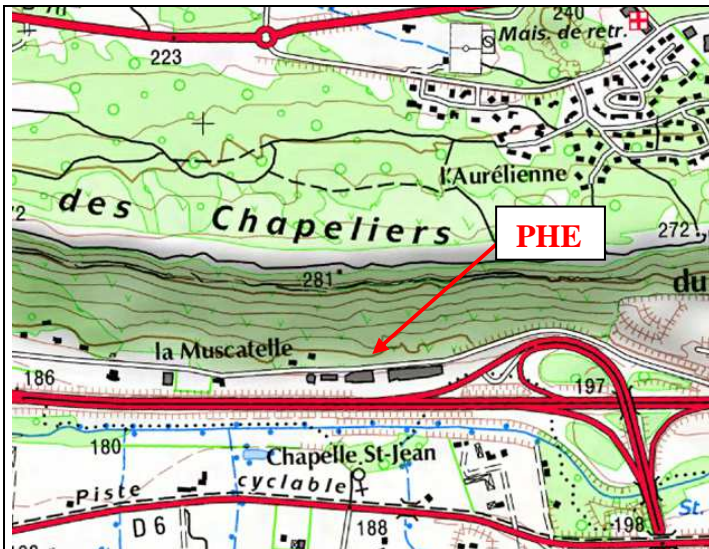 240
Mais. de retr.
223
l'Aurélienne
des Chapeliers
PHE
272
281
du
la Muscatelle
186
197
180
Chapelle St-Jean
Piste cyclable
D 6
188
St.
198